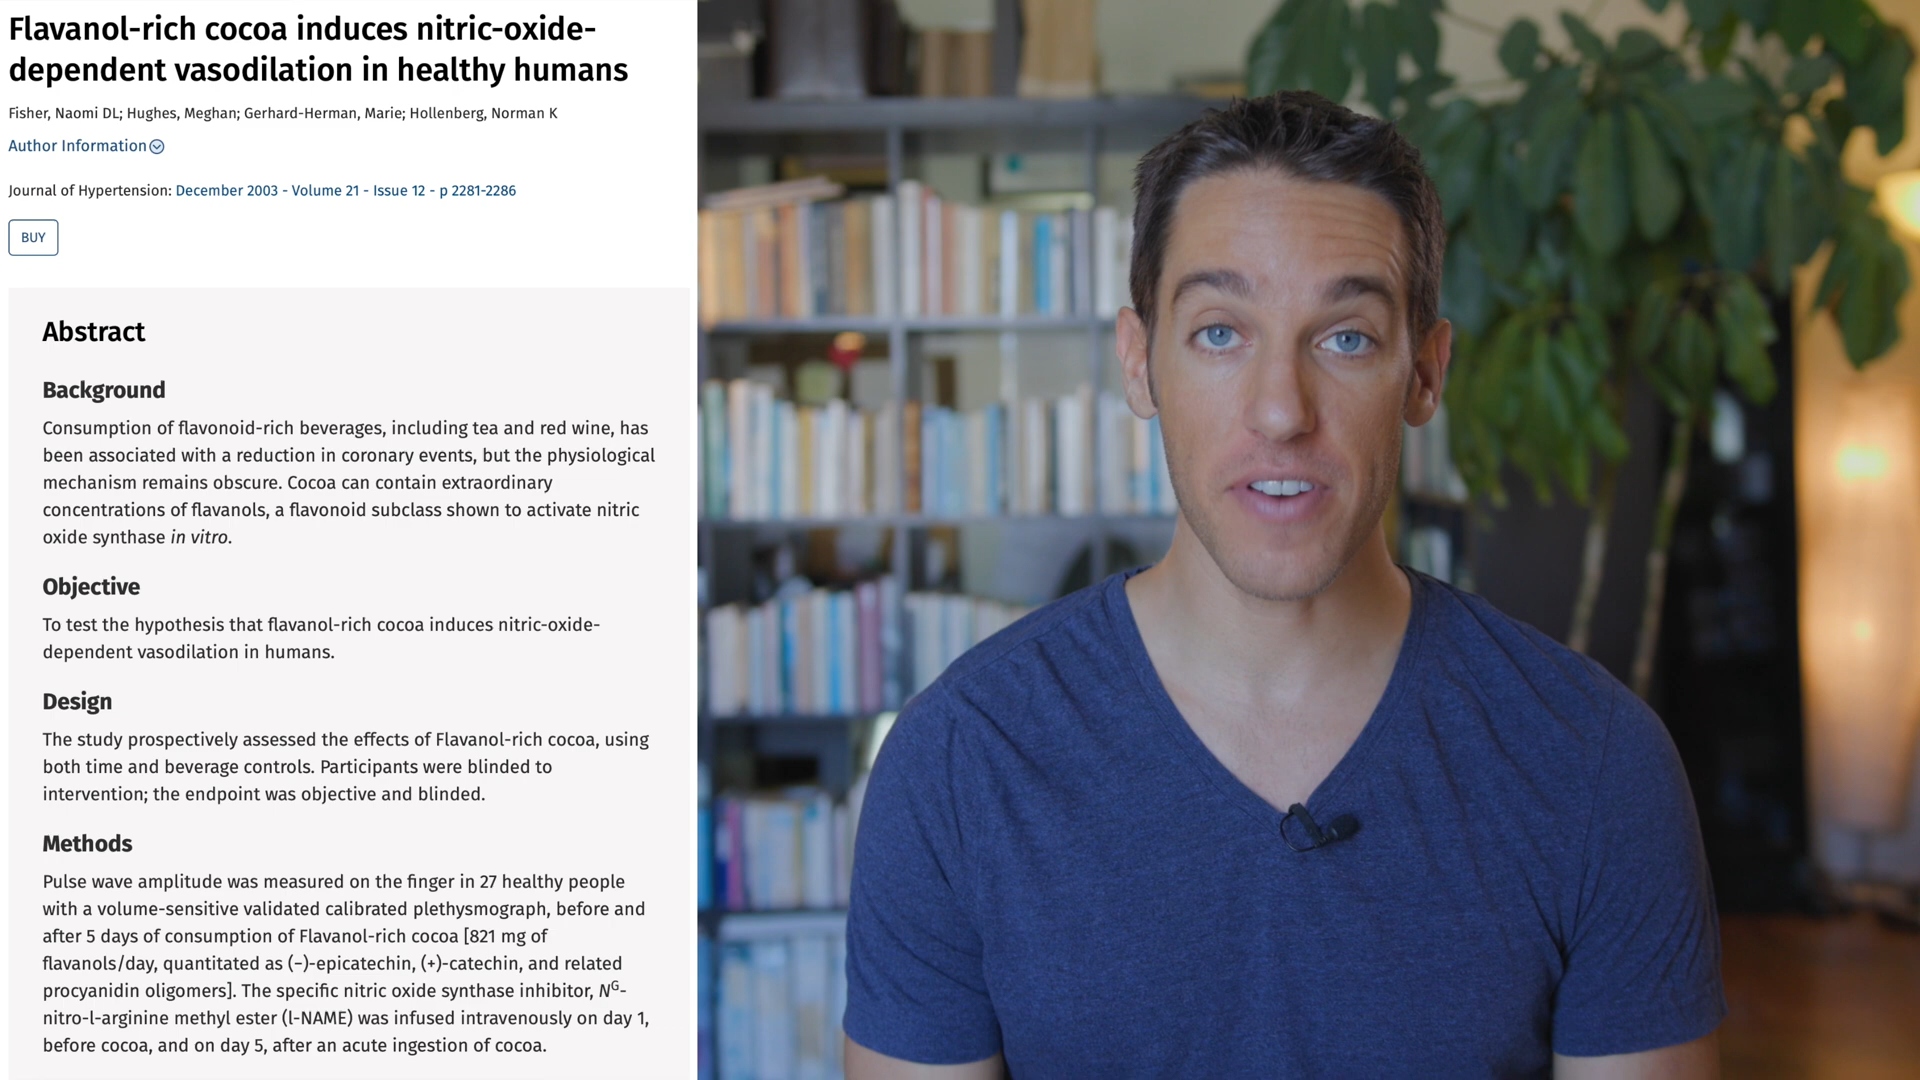 Flavanol-rich cocoa induces nitric-oxide-
dependent vasodilation in healthy humans
Fisher, Naomi DL; Hughes, Meghan; Gerhard-Herman, Marie; Hollenberg, Norman K
Author Information
Journal of Hypertension: December 2003 - Volume 21 - Issue 12 - p 2281-2286
BUY
Abstract
Background
Consumption of flavonoid-rich beverages, including tea and red wine, has
been associated with a reduction in coronary events, but the physiological
mechanism remains obscure. Cocoa can contain extraordinary
concentrations of flavanols, a flavonoid subclass shown to activate nitric
oxide synthase in vitro.
Objective
To test the hypothesis that flavanol-rich cocoa induces nitric-oxide-
dependent vasodilation in humans.
Design
The study prospectively assessed the effects of Flavanol-rich cocoa, using
both time and beverage controls. Participants were blinded to
intervention; the endpoint was objective and blinded.
Methods
Pulse wave amplitude was measured on the finger in 27 healthy people
with a volume-sensitive validated calibrated plethysmograph, before and
after 5 days of consumption of Flavanol-rich cocoa [821 mg of
flavanols/day, quantitated as (−)-epicatechin, (+)-catechin, and related
procyanidin oligomers]. The specific nitric oxide synthase inhibitor, Nᴳ-
nitro-l-arginine methyl ester (l-NAME) was infused intravenously on day 1,
before cocoa, and on day 5, after an acute ingestion of cocoa.